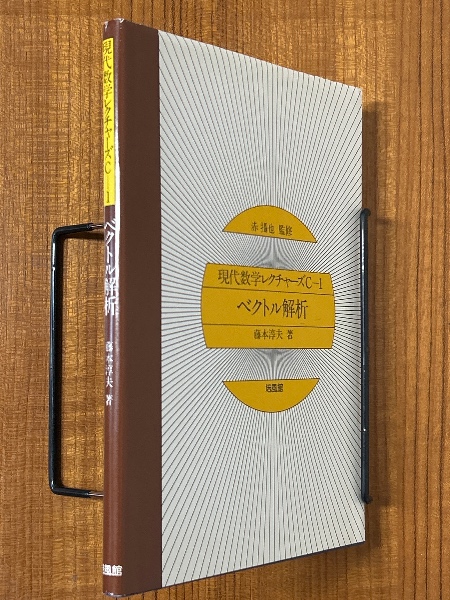 現代数学レクチャーズC-1
ベクトル解析
藤本淳夫 著
培風館
赤攝也 監修
現代数学レクチャーズC-1
ベクトル解析
藤本淳夫 著
培風館